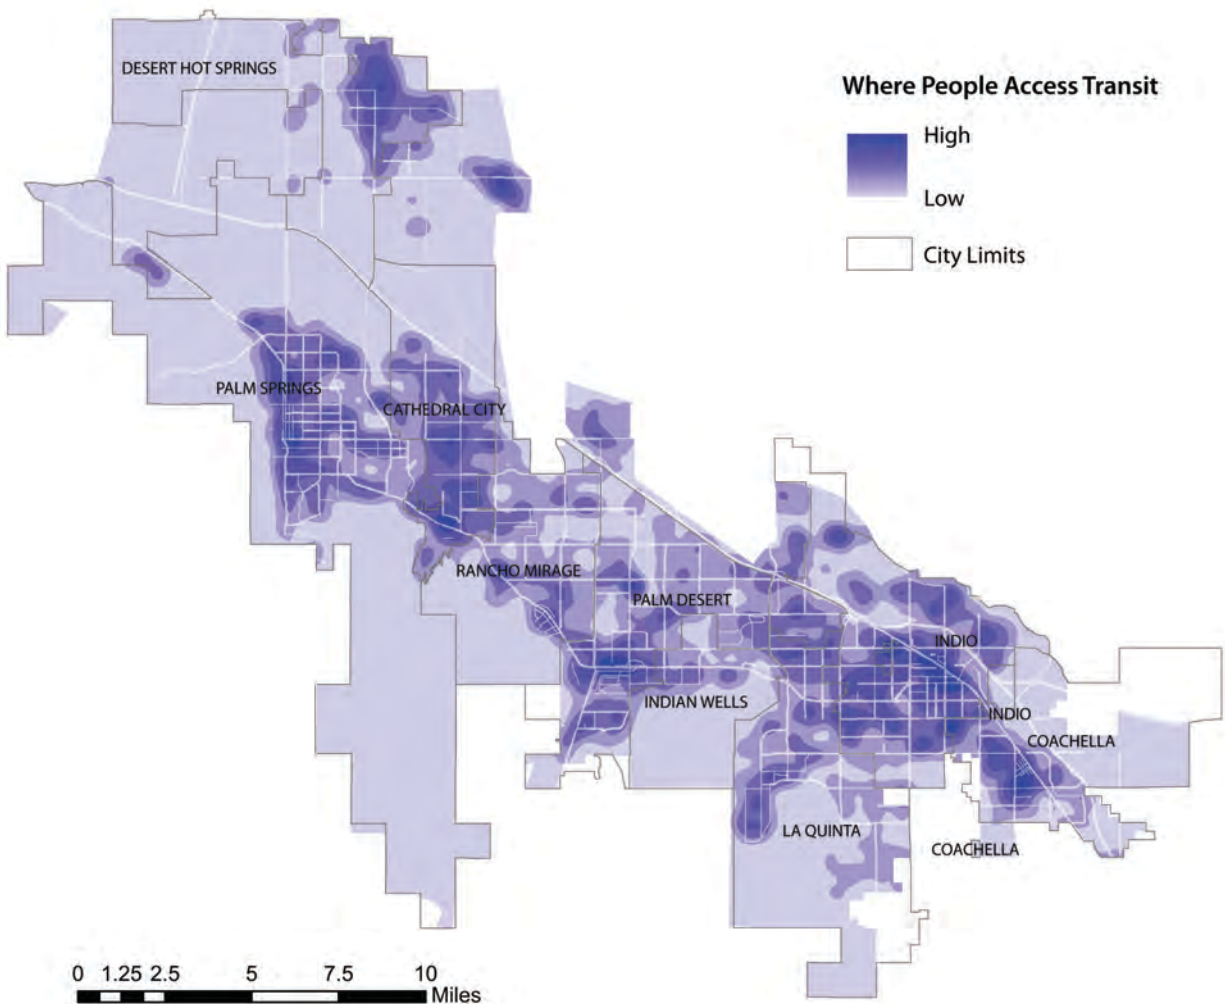 Where People Access Transit
High
Low
City Limits
DESERT HOT SPRINGS
PALM SPRINGS
CATHEDRAL CITY
RANCHO MIRAGE
PALM DESERT
INDIO
INDIAN WELLS
INDIO
COACHELLA
LA QUINTA
COACHELLA
0 1.25 2.5 5 7.5 10
Miles